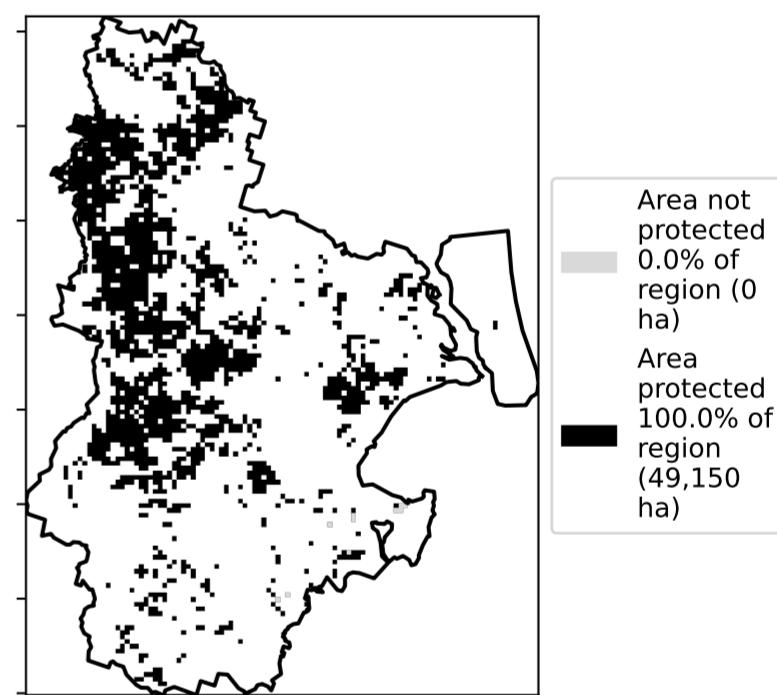 Area not
protected
0.0% of
region (0
ha)
Area
protected
100.0% of
region
(49,150
ha)